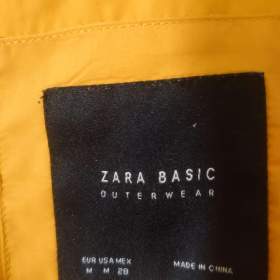 ZARA BASIC
OUTERWEAR
EUR USA MEX
M M 28
MADE IN CHINA